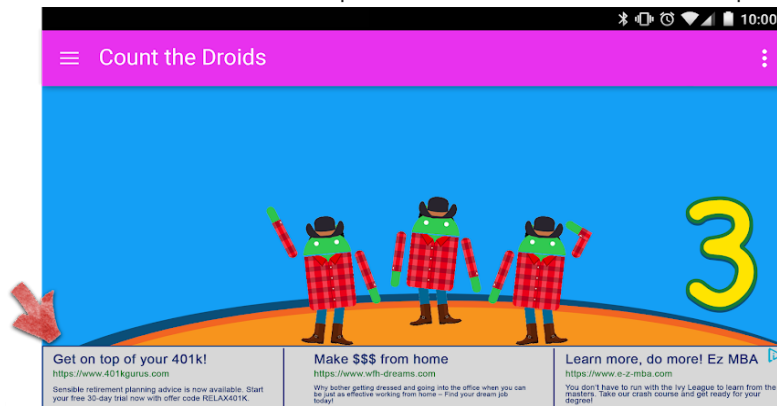 10:00
Count the Droids
3
Get on top of your 401k!
https://www.401kgurus.com
Sensible retirement planning advice is now available. Start
your free 30-day trial now with offer code RELAX401K.
Make $$$ from home
https://www.wfh-dreams.com
Why bother getting dressed and going into the office when you can
be just as effective working from home – Find your dream job
today!
Learn more, do more! Ez MBA
https://www.e-z-mba.com
You don't have to run with the Ivy League to learn from the
masters. Take our crash course and get ready for your
degree!